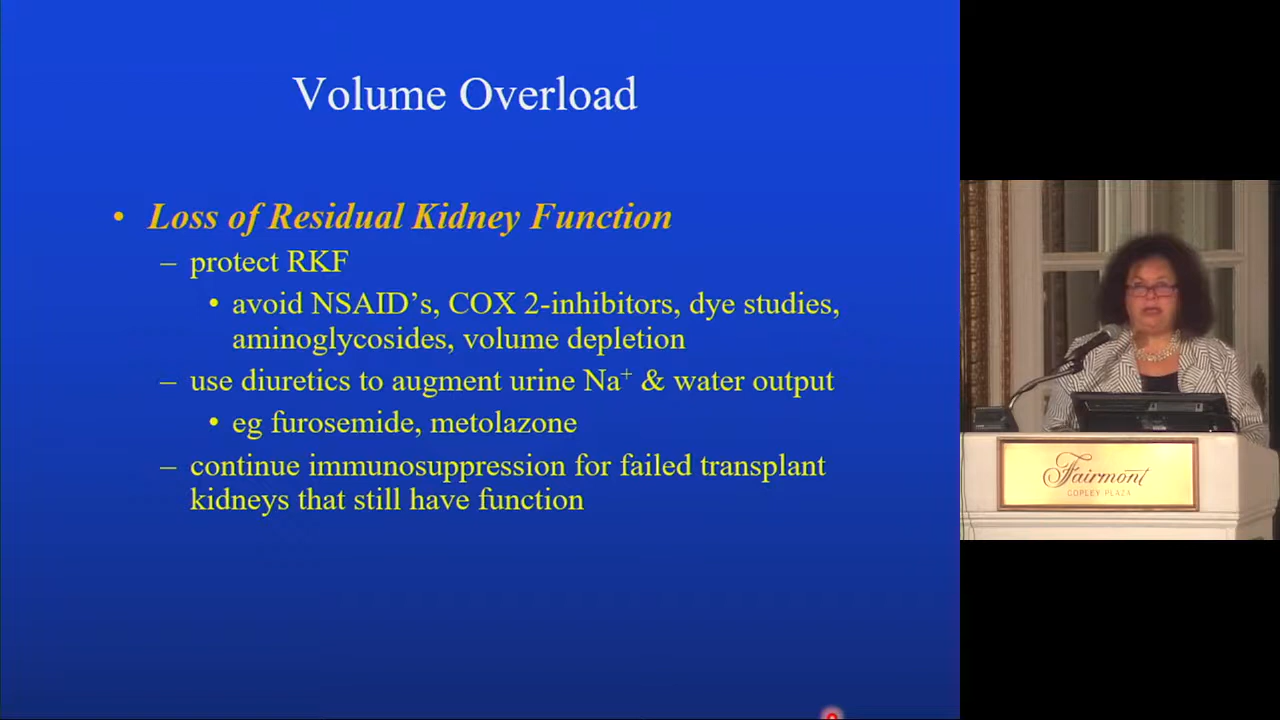 Volume Overload
• Loss of Residual Kidney Function
– protect RKF
• avoid NSAID's, COX 2-inhibitors, dye studies,
aminoglycosides, volume depletion
– use diuretics to augment urine Na⁺ & water output
• eg furosemide, metolazone
– continue immunosuppression for failed transplant
kidneys that still have function
Fairmont
COPLEY PLAZA